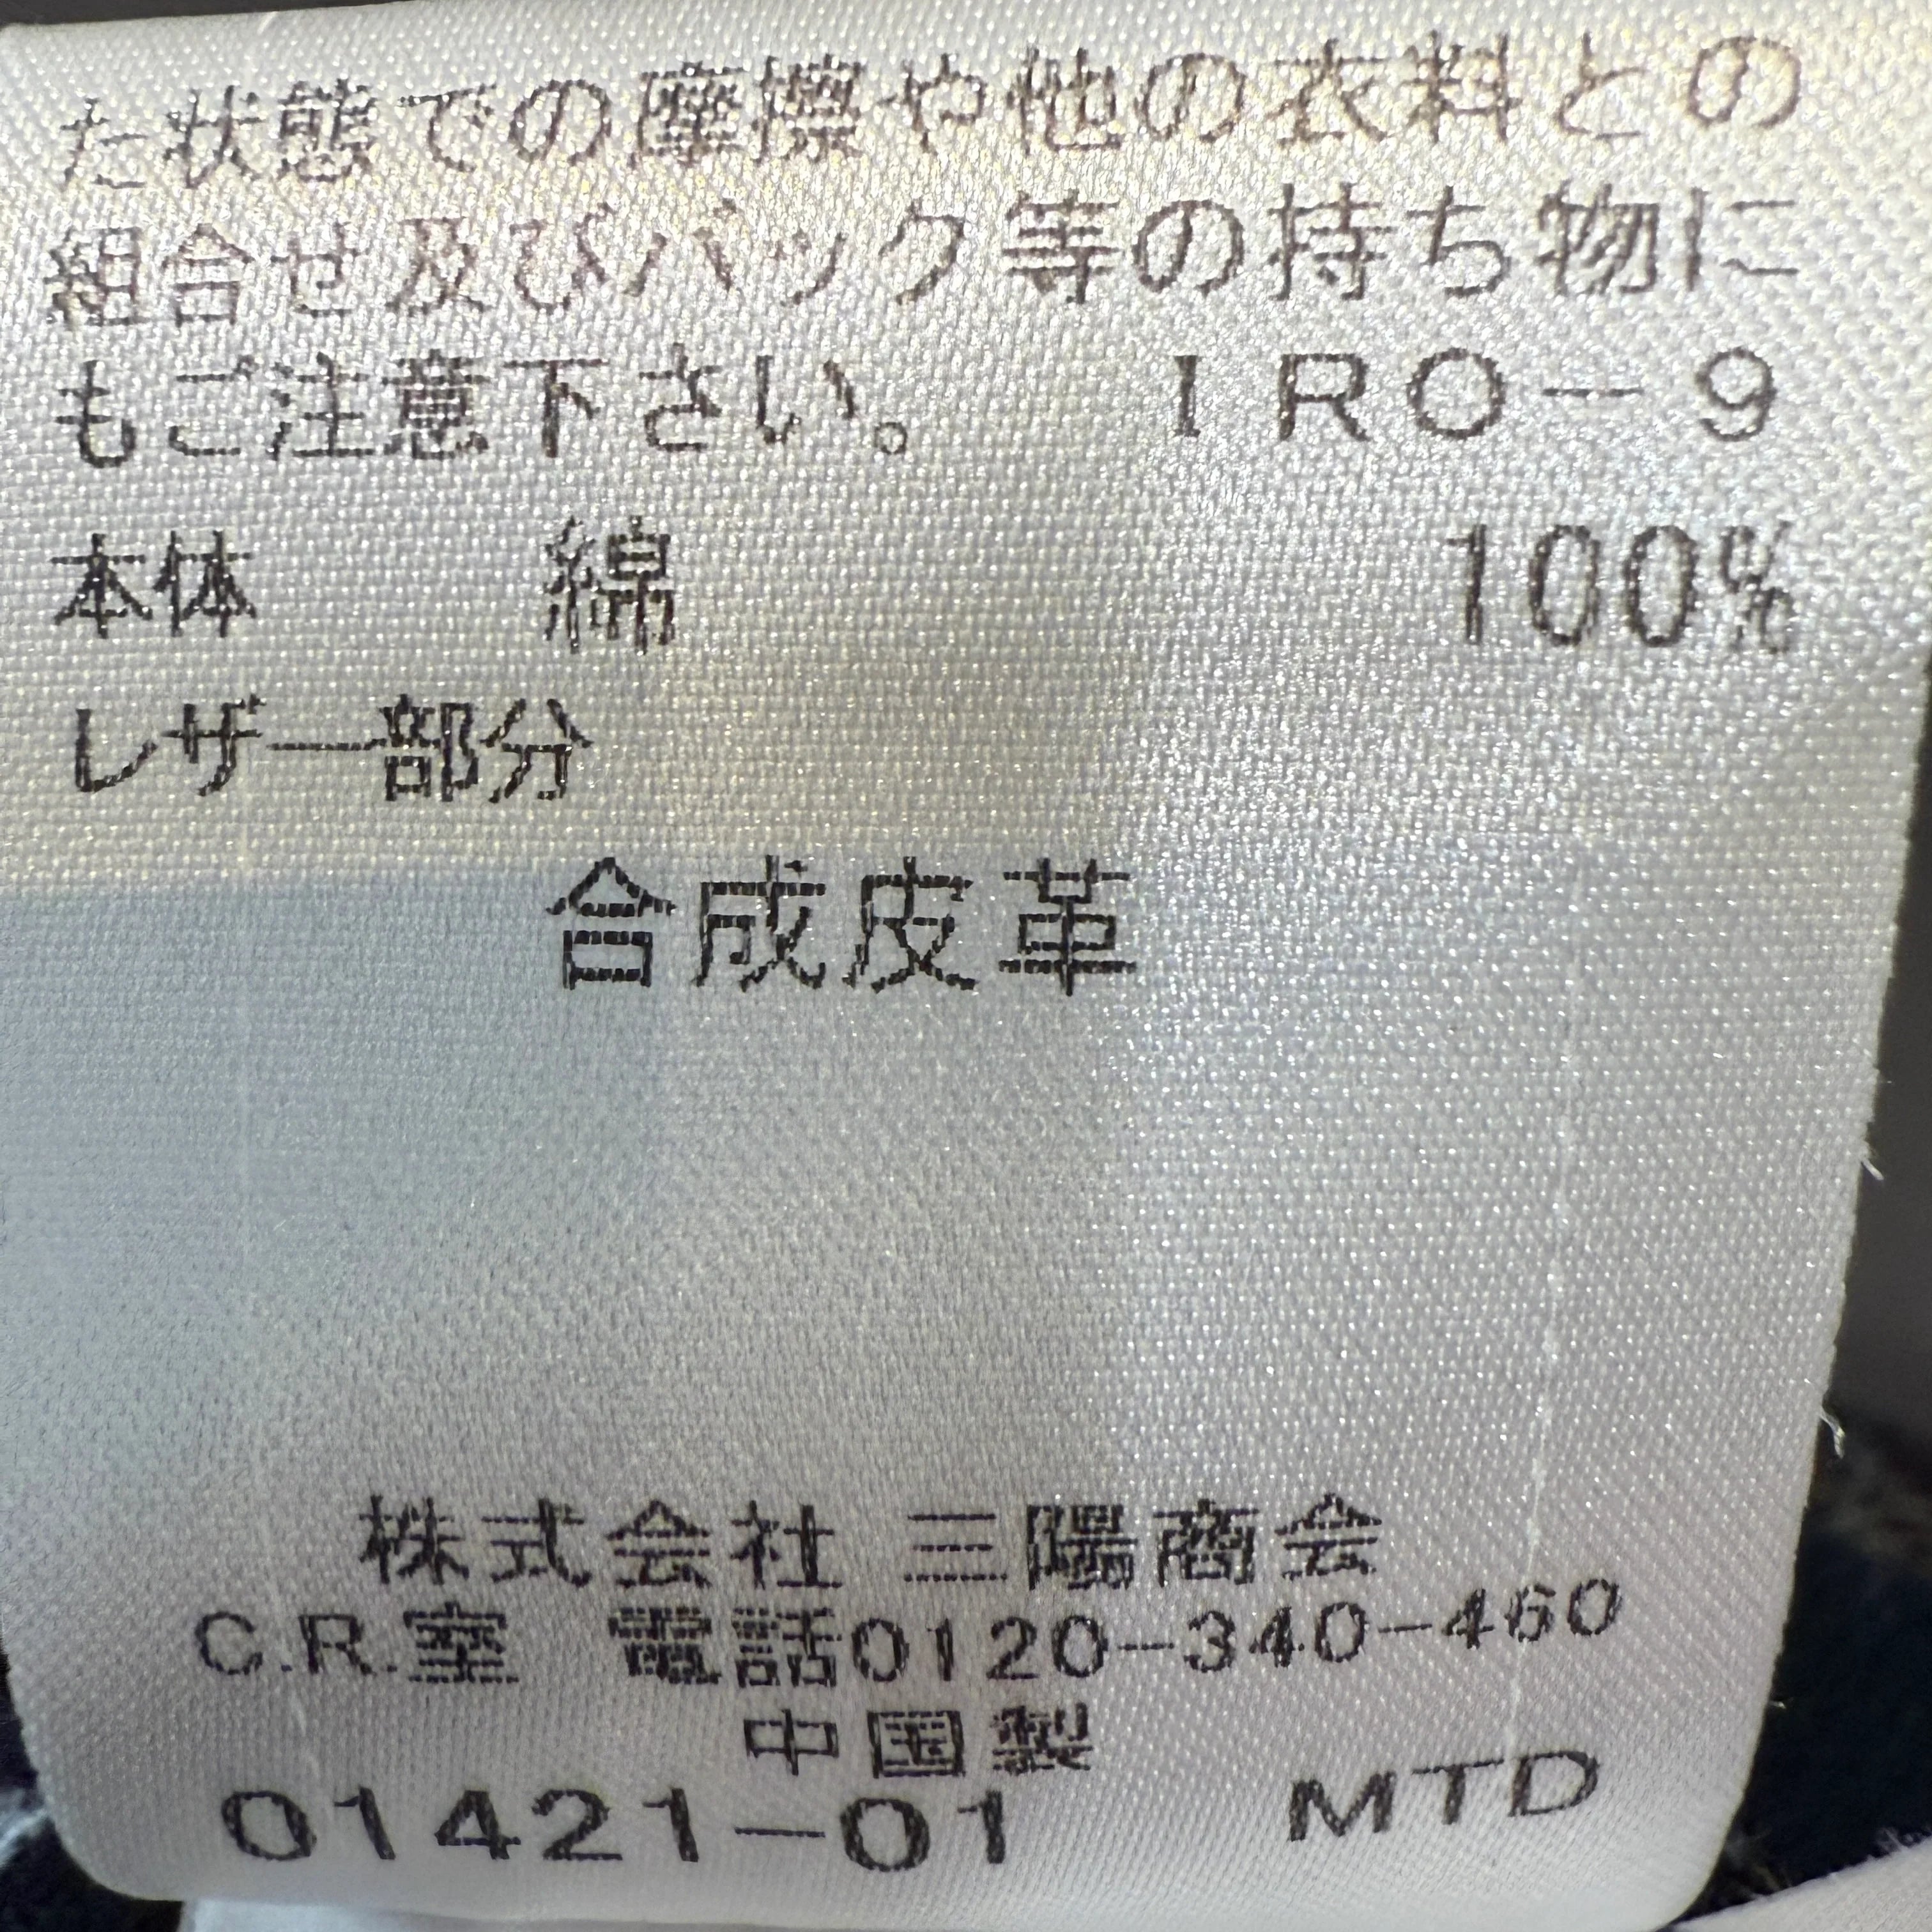 た状態での摩擦や他の衣料との
組合せ及びバック等の持ち物に
もご注意下さい。 IRO-9
本体 綿 100%
レザー部分
合成皮革
株式会社 三陽商会
C.R.室 電話0120-340-460
中国製
01421-01 MTD